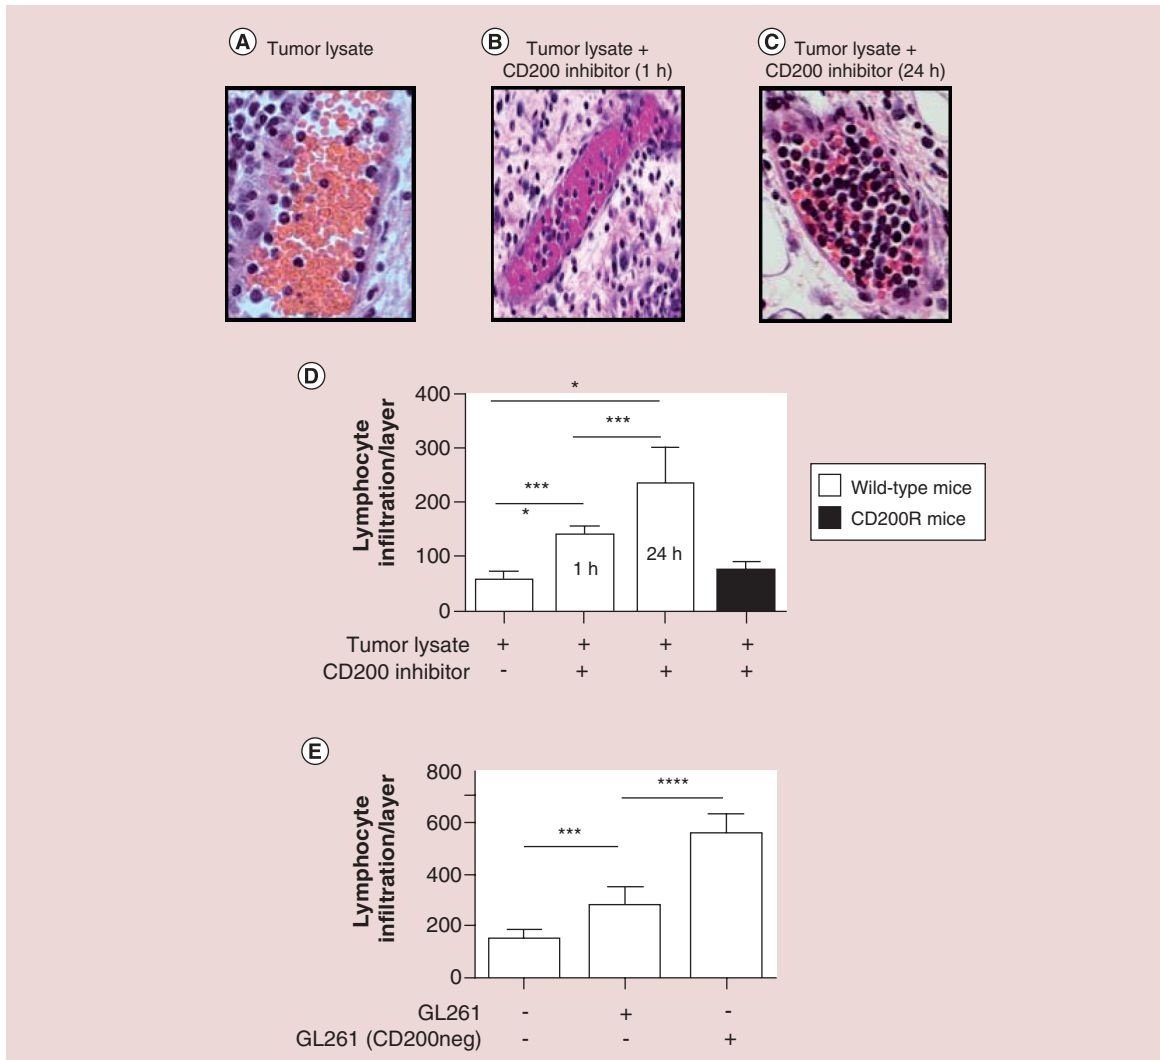 A Tumor lysate
B Tumor lysate +
CD200 inhibitor (1 h)
C Tumor lysate +
CD200 inhibitor (24 h)
D
Lymphocyte
infiltration/layer
400
300
200
100
0
*
***
***
*
1 h
24 h
Wild-type mice
CD200R mice
Tumor lysate + + + +
CD200 inhibitor - + + +
E
Lymphocyte
infiltration/layer
800
600
400
200
0
****
***
GL261 - + -
GL261 (CD200neg) - - +